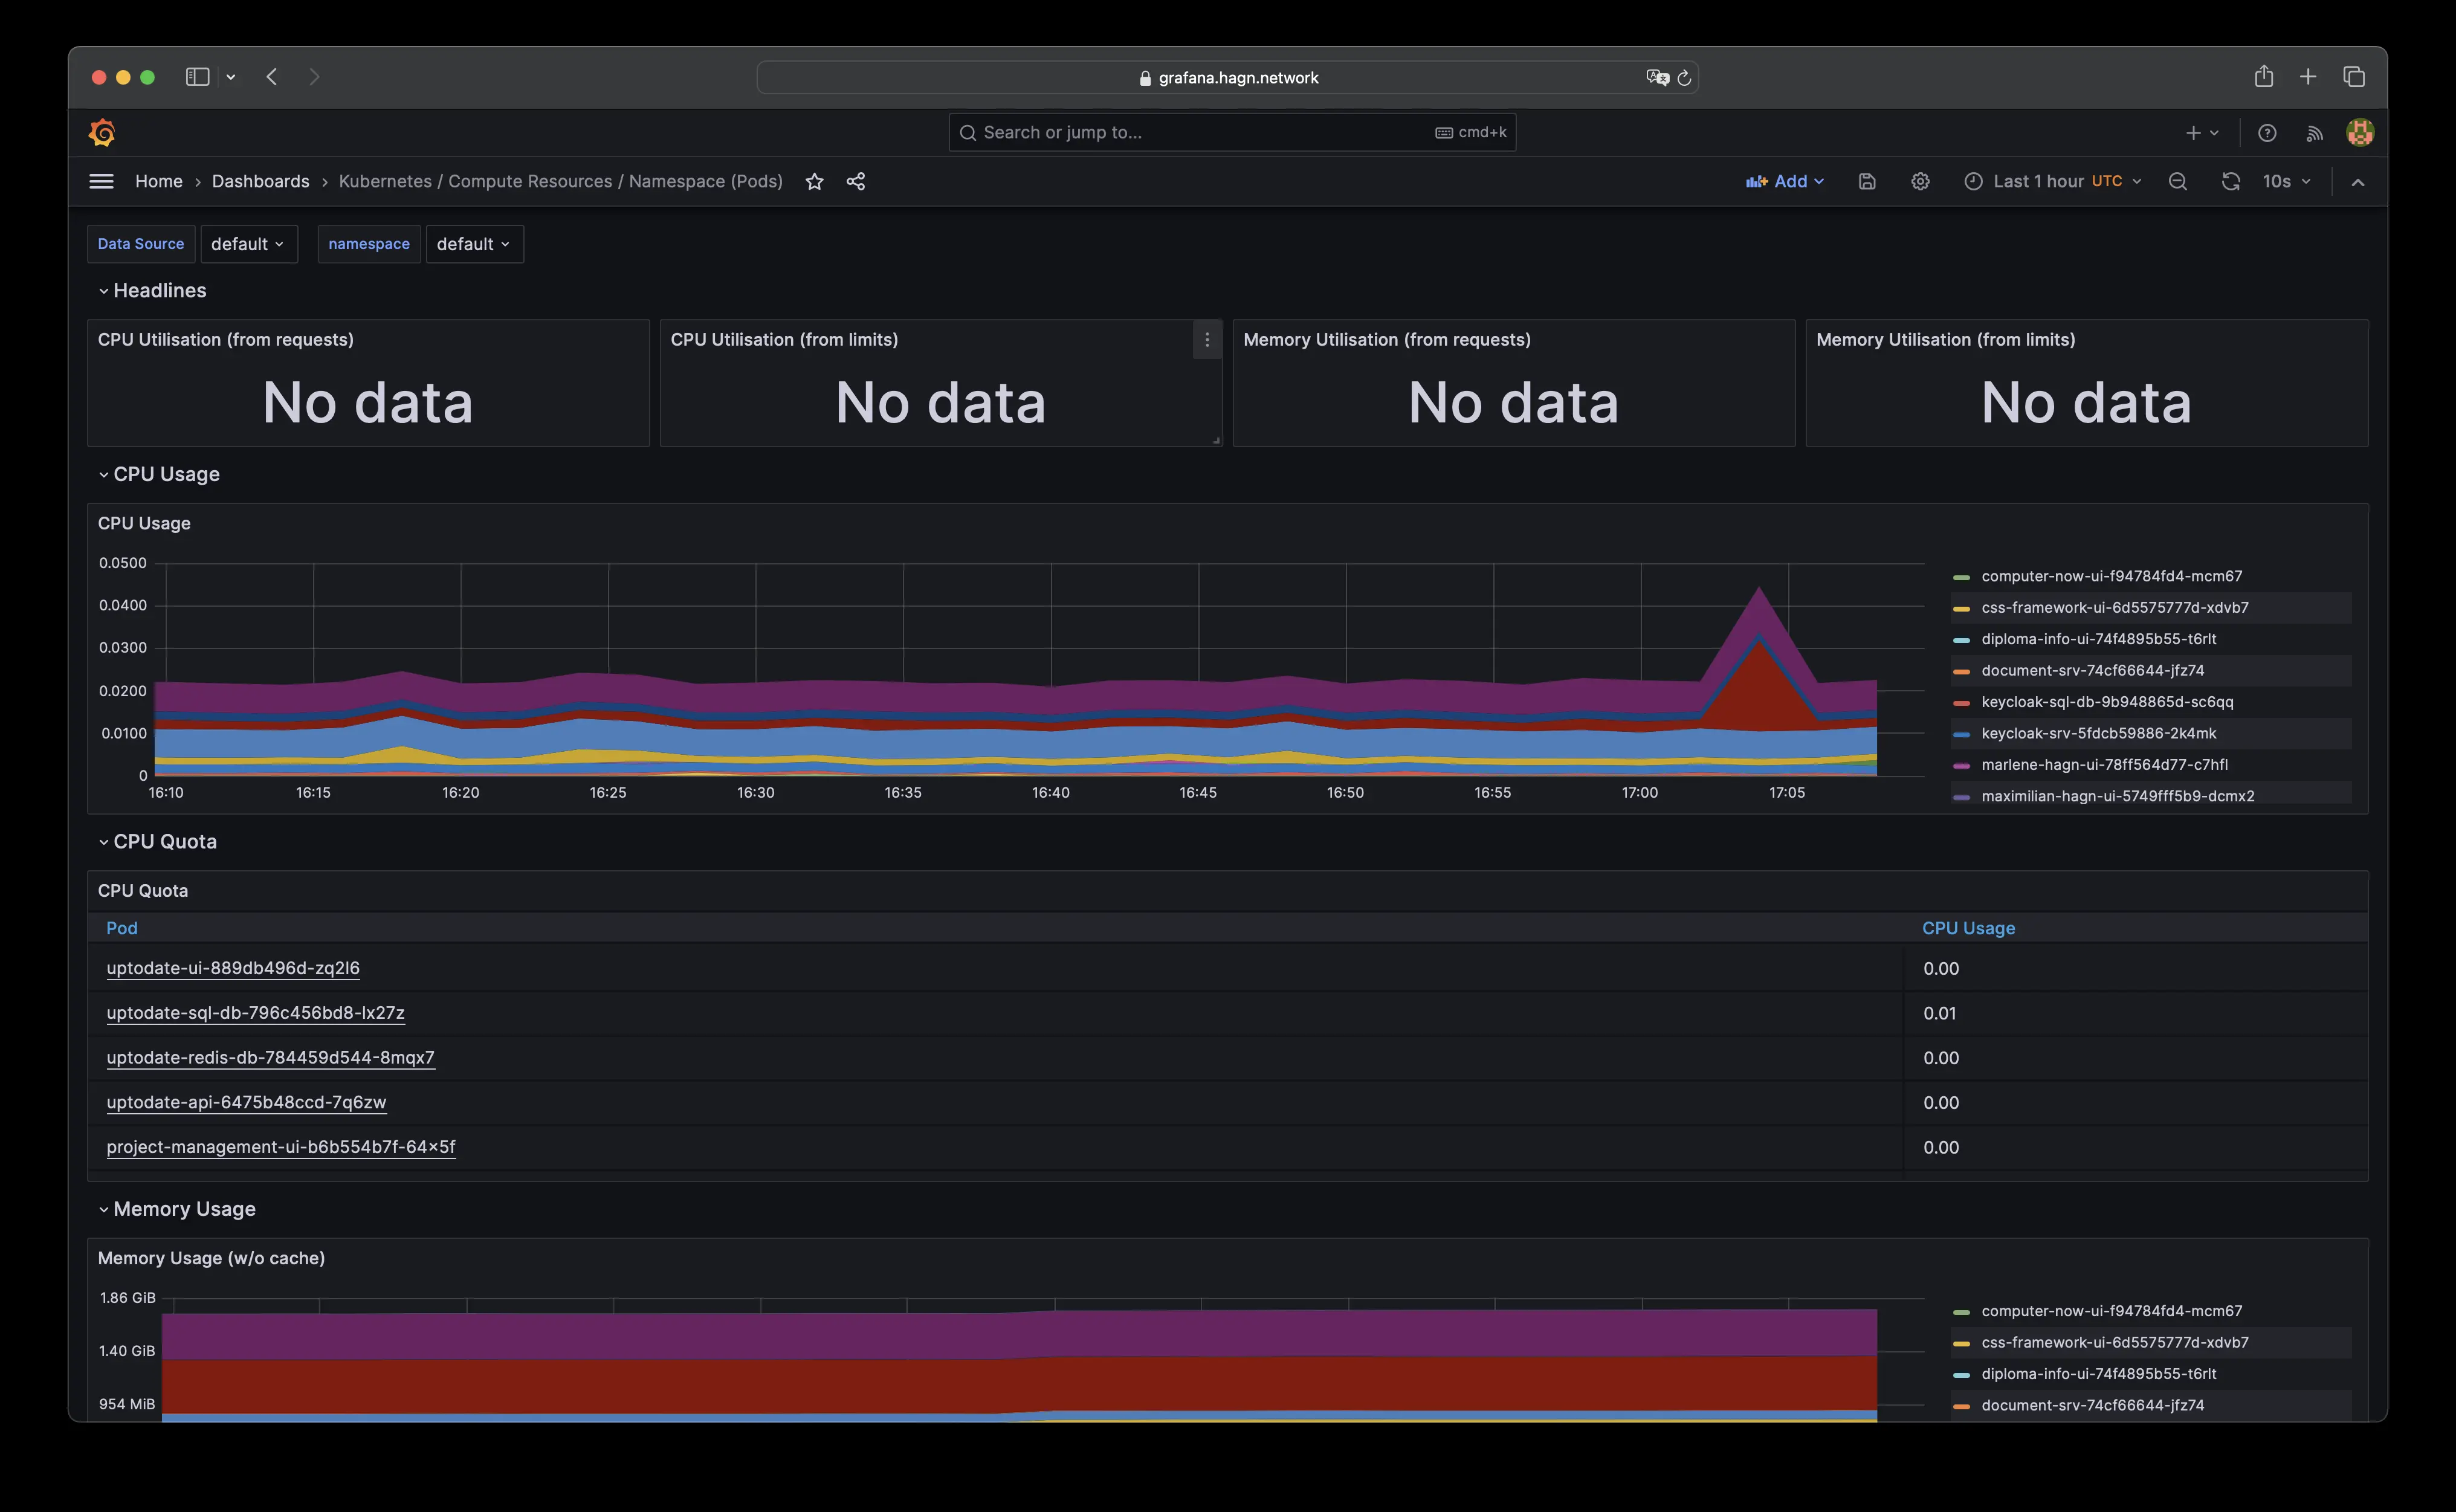 grafana.hagn.network
Search or jump to...
cmd+k
Home › Dashboards › Kubernetes / Compute Resources / Namespace (Pods)
Add
Last 1 hour UTC
10s
Data Source default
namespace default
Headlines
CPU Utilisation (from requests)
No data
CPU Utilisation (from limits)
No data
Memory Utilisation (from requests)
No data
Memory Utilisation (from limits)
No data
CPU Usage
CPU Usage
0.0500
0.0400
0.0300
0.0200
0.0100
0
16:10 16:15 16:20 16:25 16:30 16:35 16:40 16:45 16:50 16:55 17:00 17:05
computer-now-ui-f94784fd4-mcm67
css-framework-ui-6d5575777d-xdvb7
diploma-info-ui-74f4895b55-t6rlt
document-srv-74cf66644-jfz74
keycloak-sql-db-9b948865d-sc6qq
keycloak-srv-5fdcb59886-2k4mk
marlene-hagn-ui-78ff564d77-c7hfl
maximilian-hagn-ui-5749fff5b9-dcmx2
CPU Quota
CPU Quota
Pod CPU Usage
uptodate-ui-889db496d-zq2l6 0.00
uptodate-sql-db-796c456bd8-lx27z 0.01
uptodate-redis-db-784459d544-8mqx7 0.00
uptodate-api-6475b48ccd-7q6zw 0.00
project-management-ui-b6b554b7f-64×5f 0.00
Memory Usage
Memory Usage (w/o cache)
1.86 GiB
1.40 GiB
954 MiB
computer-now-ui-f94784fd4-mcm67
css-framework-ui-6d5575777d-xdvb7
diploma-info-ui-74f4895b55-t6rlt
document-srv-74cf66644-jfz74